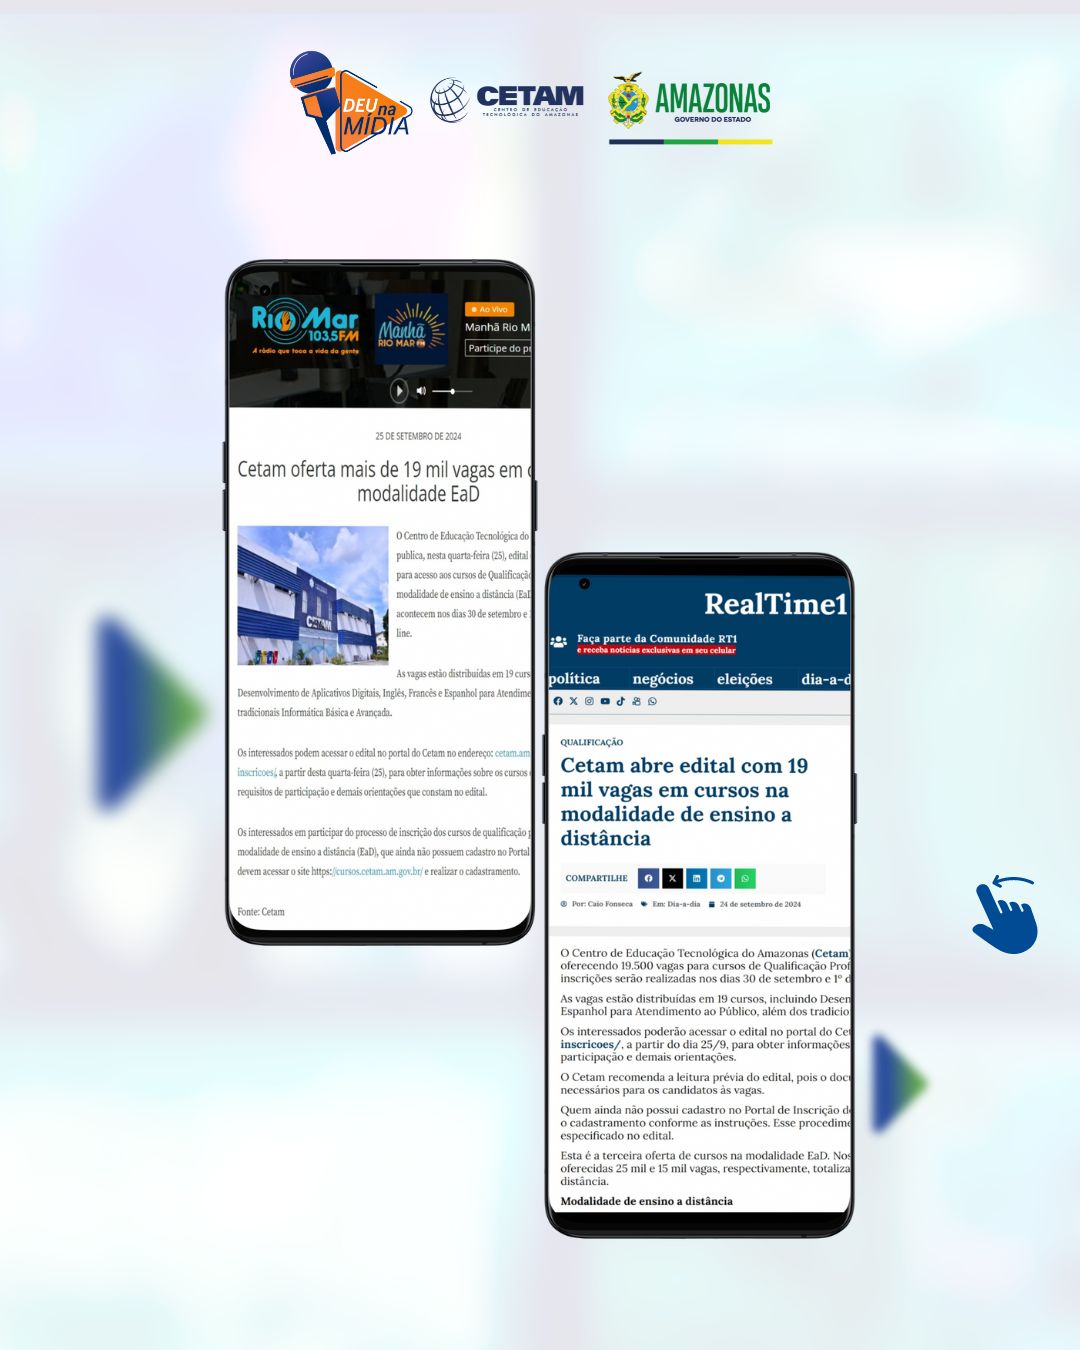 DEU na
MÍDIA
CETAM
CENTRO DE EDUCAÇÃO
TECNOLÓGICA DO AMAZONAS
AMAZONAS
GOVERNO DO ESTADO
Rio Mar
103,5FM
A rádio que toca a vida da gente
Manhã
RIO MAR FM
Ao Vivo
Manhã Rio M
Participe do pr
25 DE SETEMBRO DE 2024
Cetam oferta mais de 19 mil vagas em
modalidade EaD
CETAM
O Centro de Educação Tecnológica do
publica, nesta quarta-feira (25), edital
para acesso aos cursos de Qualificação
modalidade de ensino a distância (EaD
acontecem nos dias 30 de setembro e 1
line.
As vagas estão distribuídas em 19 curs
Desenvolvimento de Aplicativos Digitais, Inglês, Francês e Espanhol para Atendime
tradicionais Informática Básica e Avançada.
Os interessados podem acessar o edital no portal do Cetam no endereço: cetam.am
inscricoes/, a partir desta quarta-feira (25), para obter informações sobre os cursos
requisitos de participação e demais orientações que constam no edital.
Os interessados em participar do processo de inscrição dos cursos de qualificação p
modalidade de ensino a distância (EaD), que ainda não possuem cadastro no Portal
devem acessar o site https://cursos.cetam.am.gov.br/ e realizar o cadastramento.
Fonte: Cetam
RealTime1
Faça parte da Comunidade RT1
e receba notícias exclusivas em seu celular
política negócios eleições dia-a-d
QUALIFICAÇÃO
Cetam abre edital com 19
mil vagas em cursos na
modalidade de ensino a
distância
COMPARTILHE
Por: Caio Fonseca Em: Dia-a-dia 24 de setembro de 2024
O Centro de Educação Tecnológica do Amazonas (Cetam)
oferecendo 19.500 vagas para cursos de Qualificação Prof
inscrições serão realizadas nos dias 30 de setembro e 1º d
As vagas estão distribuídas em 19 cursos, incluindo Desen
Espanhol para Atendimento ao Público, além dos tradicio
Os interessados poderão acessar o edital no portal do Cet
inscricoes/, a partir do dia 25/9, para obter informações
participação e demais orientações.
O Cetam recomenda a leitura prévia do edital, pois o docu
necessários para os candidatos às vagas.
Quem ainda não possui cadastro no Portal de Inscrição d
o cadastramento conforme as instruções. Esse procedime
especificado no edital.
Esta é a terceira oferta de cursos na modalidade EaD. Nos
oferecidas 25 mil e 15 mil vagas, respectivamente, totaliza
distância.
Modalidade de ensino a distância